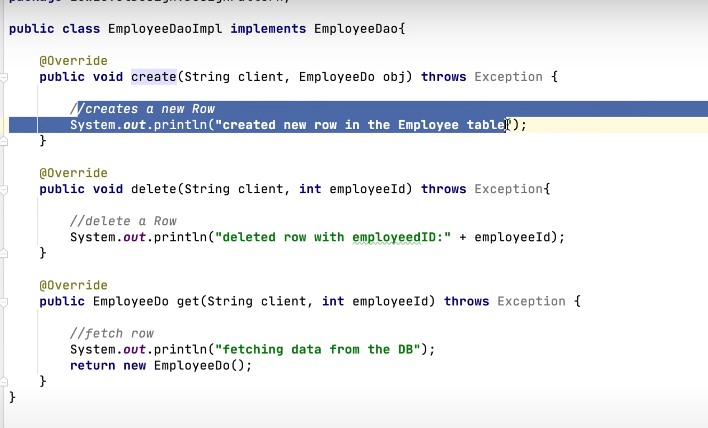 public class EmployeeDaoImpl implements EmployeeDao{
@Override
public void create(String client, EmployeeDo obj) throws Exception {
//creates a new Row
System.out.println("created new row in the Employee table");
}
@Override
public void delete(String client, int employeeId) throws Exception{
//delete a Row
System.out.println("deleted row with employeedID:" + employeeId);
}
@Override
public EmployeeDo get(String client, int employeeId) throws Exception {
//fetch row
System.out.println("fetching data from the DB");
return new EmployeeDo();
}
}